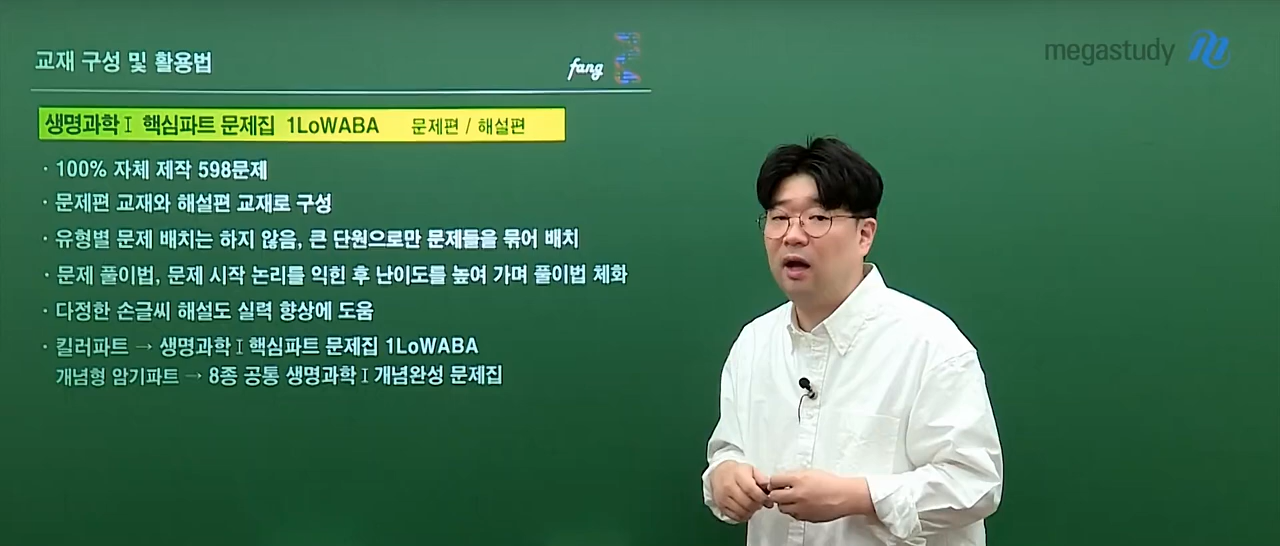 교재 구성 및 활용법
fang
megastudy
생명과학Ⅰ 핵심파트 문제집 1LoWABA 문제편 / 해설편
· 100% 자체 제작 598문제
· 문제편 교재와 해설편 교재로 구성
· 유형별 문제 배치는 하지 않음, 큰 단원으로만 문제들을 묶어 배치
· 문제 풀이법, 문제 시작 논리를 익힌 후 난이도를 높여 가며 풀이법 체화
· 다정한 손글씨 해설도 실력 향상에 도움
· 킬러파트 → 생명과학Ⅰ핵심파트 문제집 1LoWABA
개념형 암기파트 → 8종 공통 생명과학Ⅰ개념완성 문제집